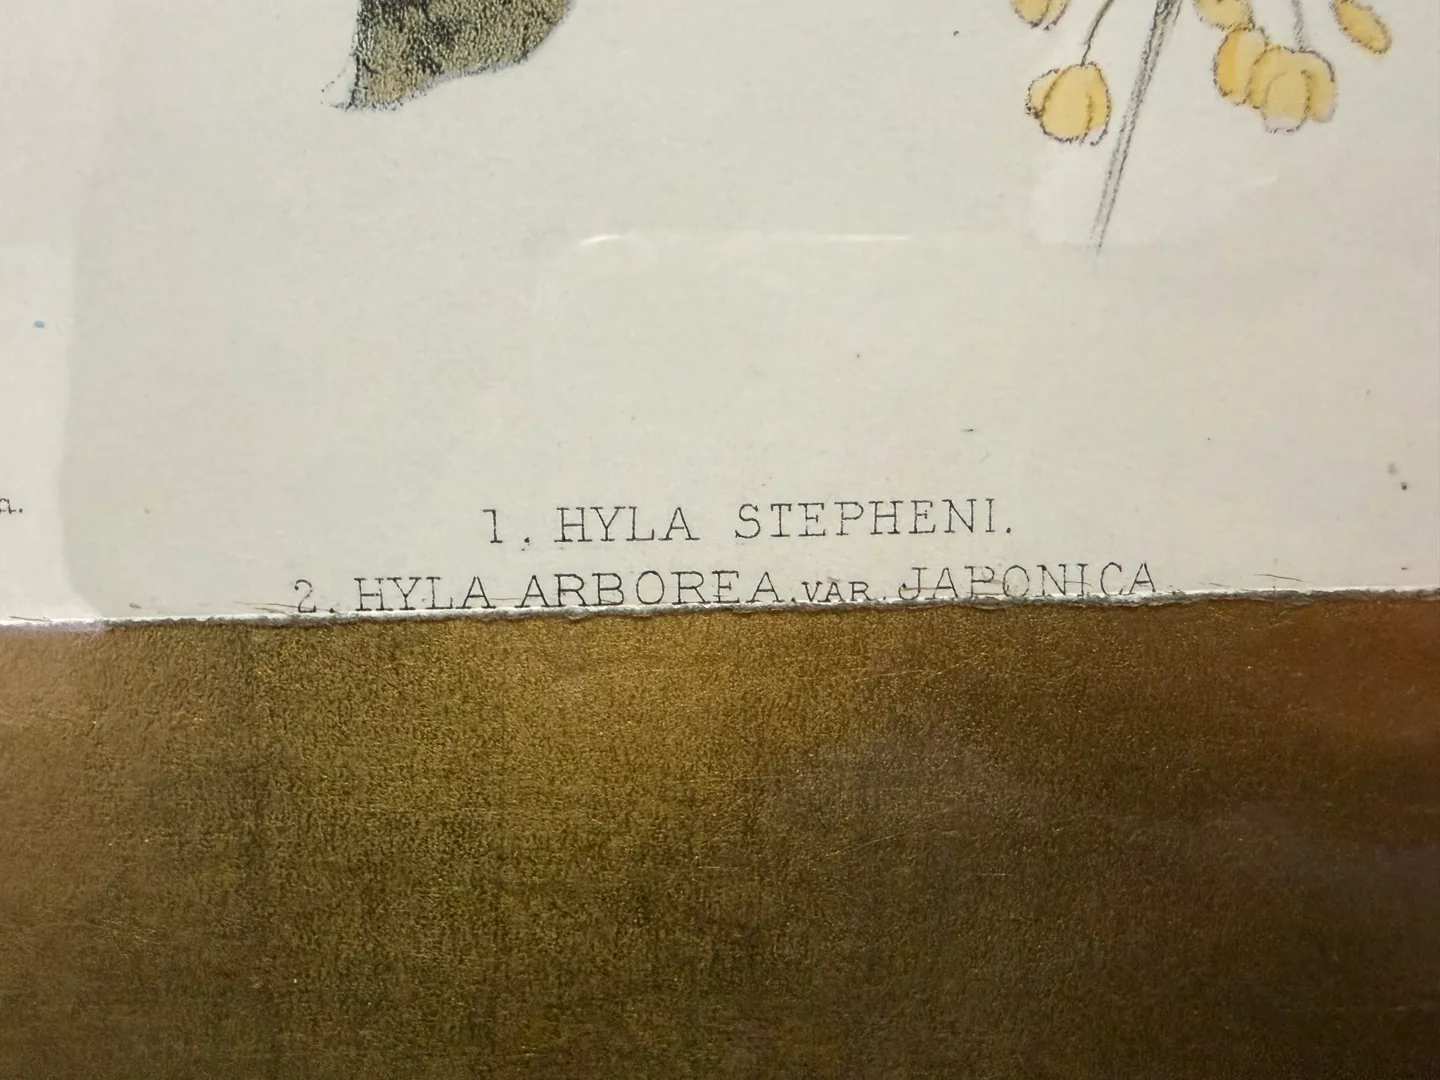 a.
1. HYLA STEPHENI.
2. HYLA ARBOREA. VAR. JAPONICA.